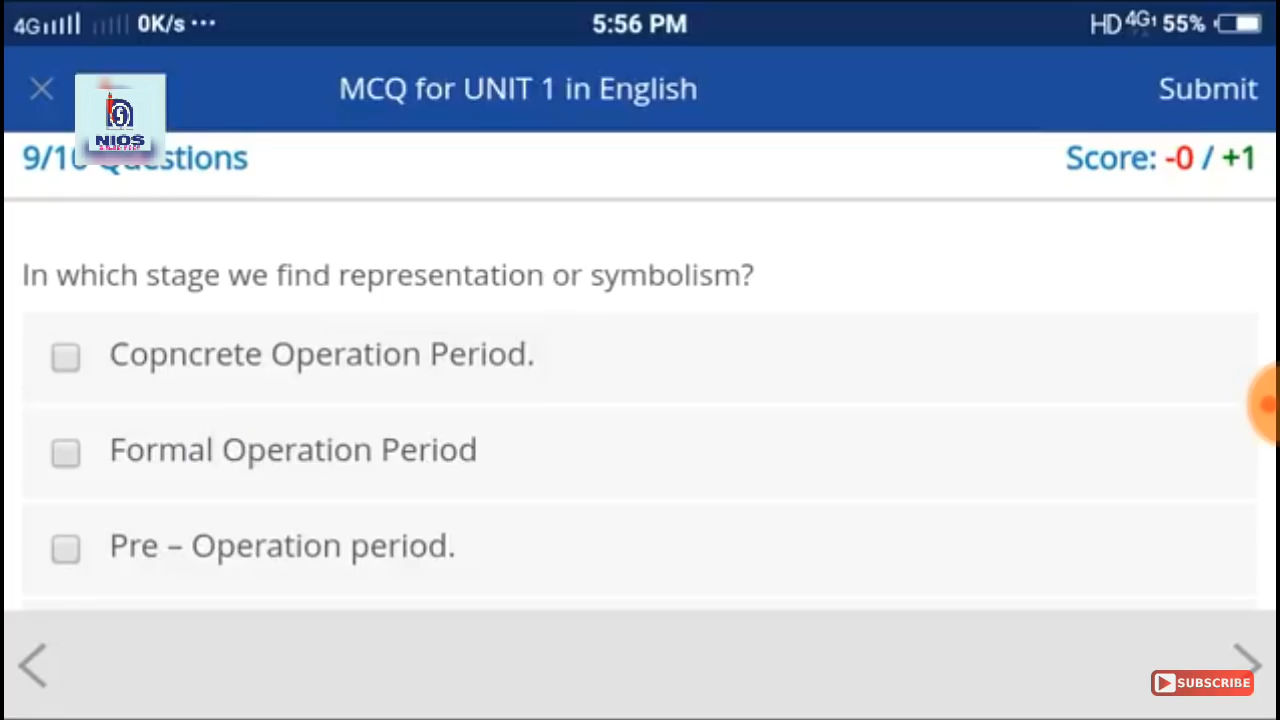 4G 0K/s ... 5:56 PM HD 4G 55%
MCQ for UNIT 1 in English Submit
NIOS
9/10 Questions Score: -0 / +1
In which stage we find representation or symbolism?
Copncrete Operation Period.
Formal Operation Period
Pre – Operation period.
SUBSCRIBE